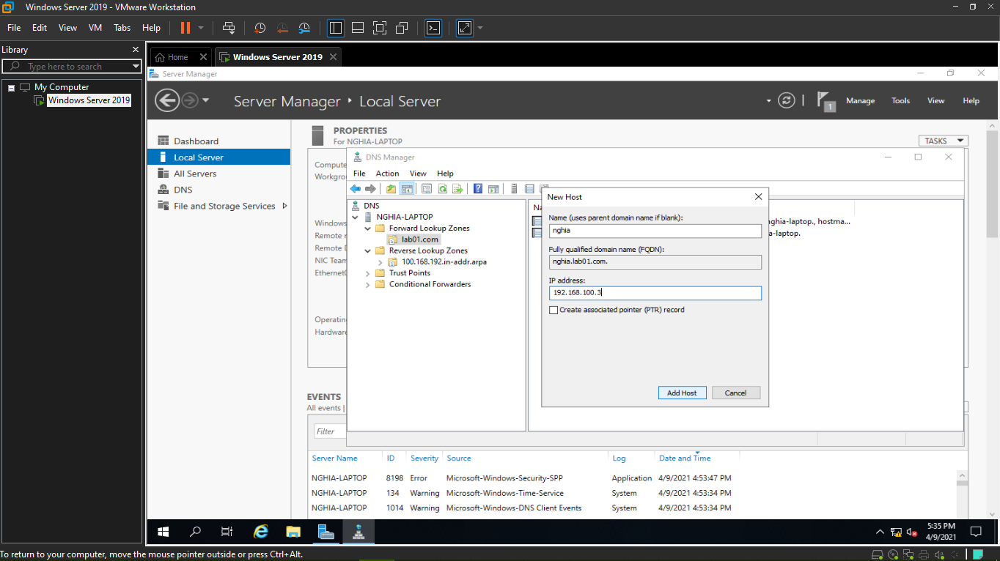 Windows Server 2019 - VMware Workstation
File Edit View VM Tabs Help
Library
Type here to search
My Computer
Windows Server 2019
Home
Windows Server 2019
Server Manager
Server Manager • Local Server
1
Manage Tools View Help
Dashboard
Local Server
All Servers
DNS
File and Storage Services
PROPERTIES
For NGHIA-LAPTOP
TASKS
Compute
Workgrou
Windows
Remote
Remote D
NIC Team
Ethernet
Operatin
Hardware
DNS Manager
File Action View Help
DNS
NGHIA-LAPTOP
Forward Lookup Zones
lab01.com
Reverse Lookup Zones
100.168.192.in-addr.arpa
Trust Points
Conditional Forwarders
Na
ghia-laptop., hostma...
a-laptop.
New Host
Name (uses parent domain name if blank):
nghia
Fully qualified domain name (FQDN):
nghia.lab01.com.
IP address:
192.168.100.3
Create associated pointer (PTR) record
Add Host Cancel
EVENTS
All events |
Filter
Server Name ID Severity Source Log Date and Time
NGHIA-LAPTOP 8198 Error Microsoft-Windows-Security-SPP Application 4/9/2021 4:53:47 PM
NGHIA-LAPTOP 134 Warning Microsoft-Windows-Time-Service System 4/9/2021 4:53:34 PM
NGHIA-LAPTOP 1014 Warning Microsoft-Windows-DNS Client Events System 4/9/2021 4:53:34 PM
5:35 PM
4/9/2021
To return to your computer, move the mouse pointer outside or press Ctrl+Alt.